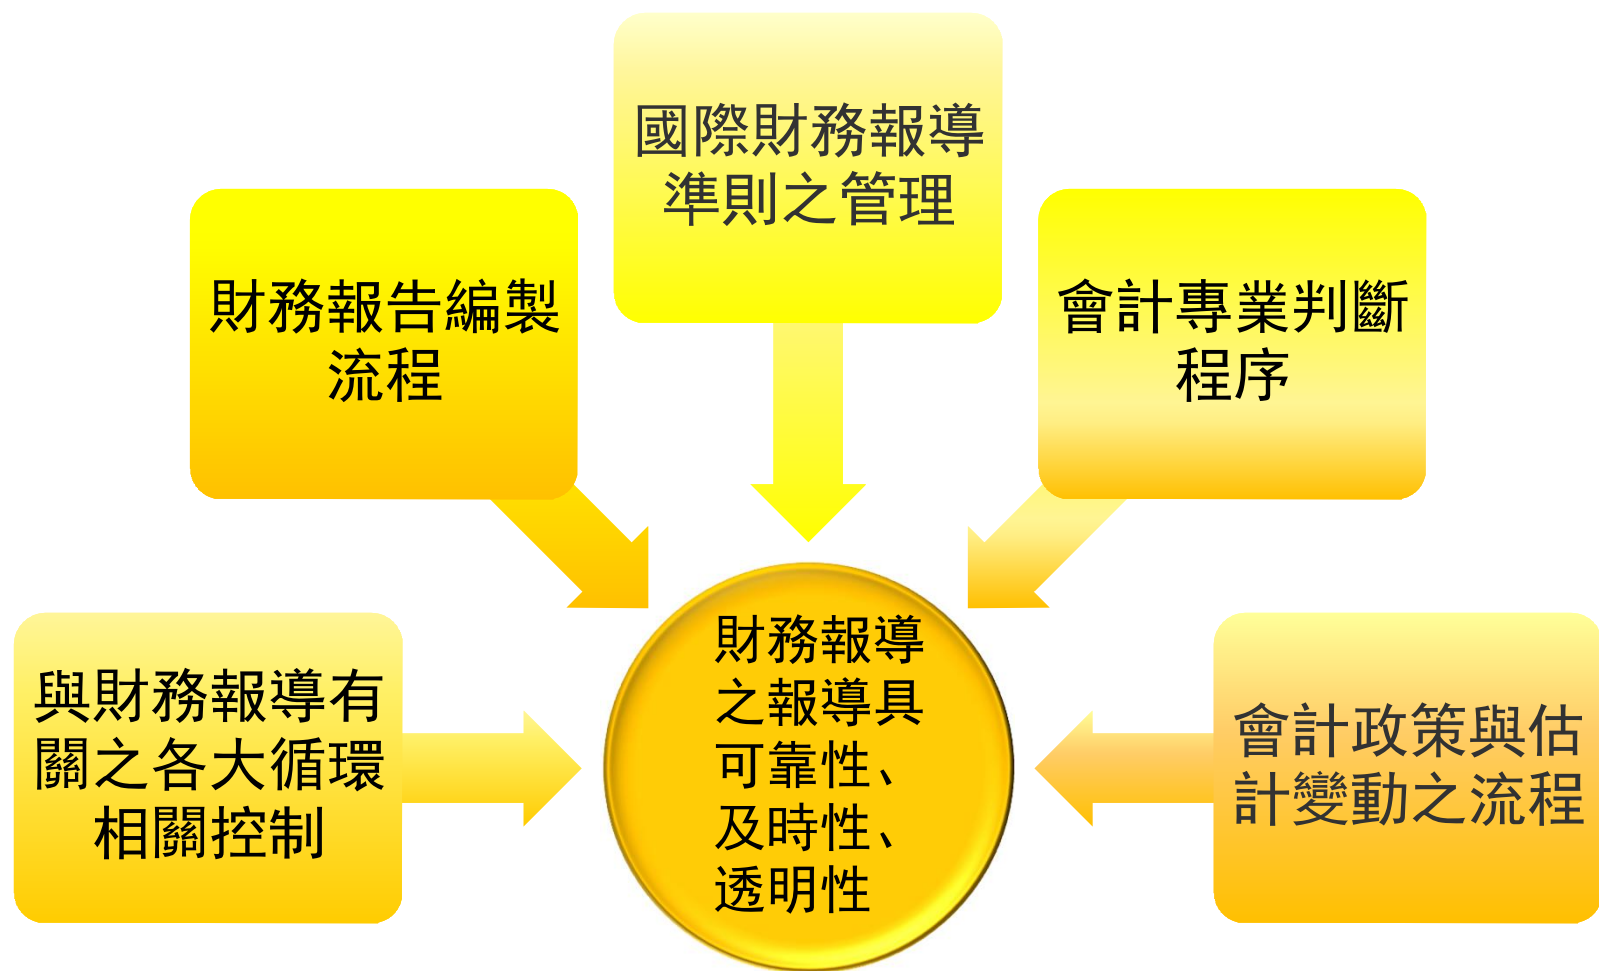 國際財務報導
準則之管理
財務報告編製
流程
會計專業判斷
程序
與財務報導有
關之各大循環
相關控制
財務報導
之報導具
可靠性、
及時性、
透明性
會計政策與估
計變動之流程